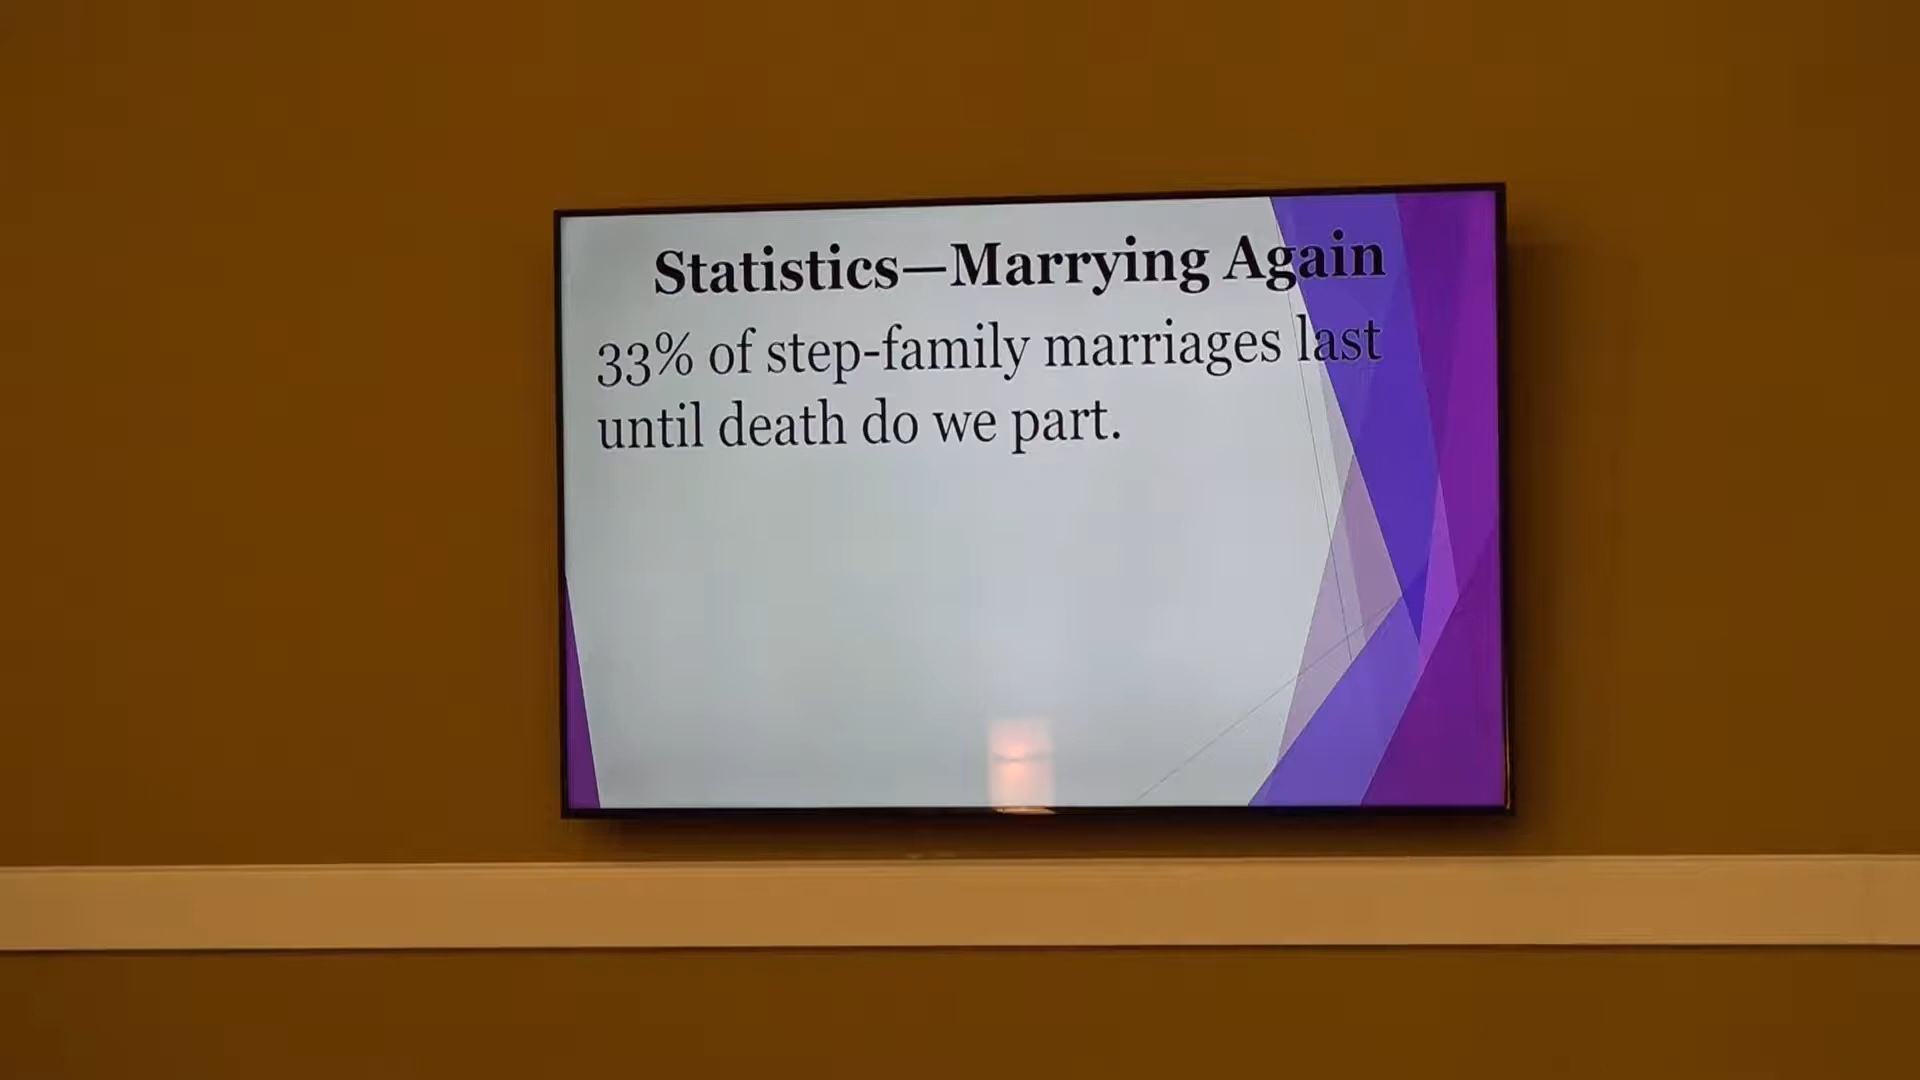 Statistics—Marrying Again
33% of step-family marriages last
until death do we part.